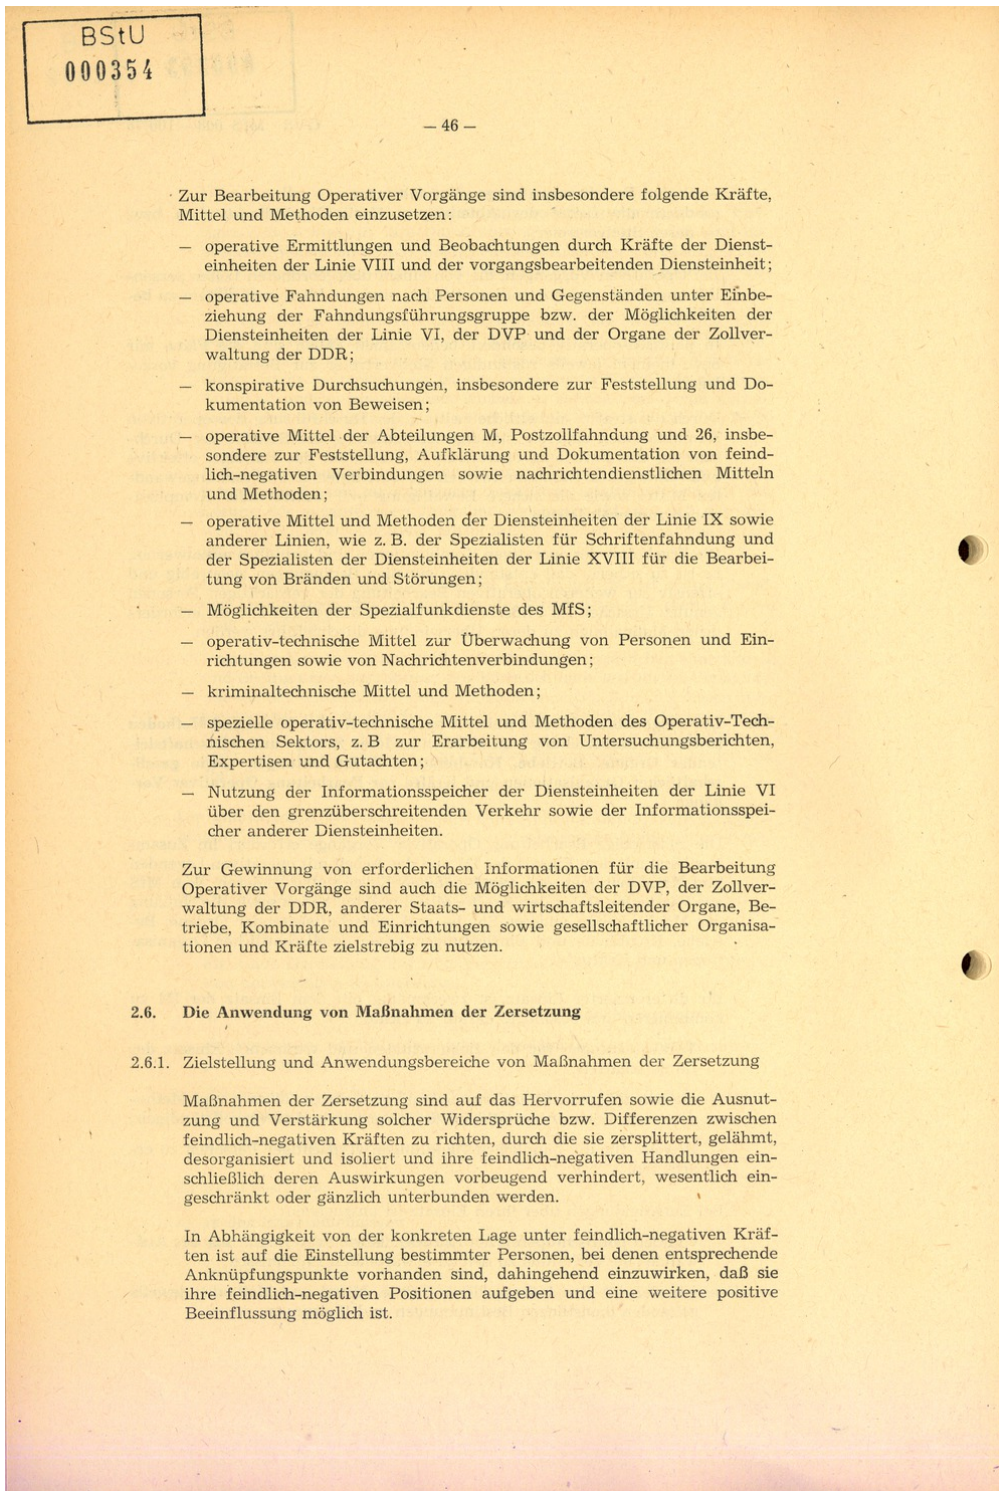 BStU
000354
— 46 —
Zur Bearbeitung Operativer Vorgänge sind insbesondere folgende Kräfte,
Mittel und Methoden einzusetzen:
— operative Ermittlungen und Beobachtungen durch Kräfte der Dienst-
einheiten der Linie VIII und der vorgangsbearbeitenden Diensteinheit;
— operative Fahndungen nach Personen und Gegenständen unter Einbe-
ziehung der Fahndungsführungsgruppe bzw. der Möglichkeiten der
Diensteinheiten der Linie VI, der DVP und der Organe der Zollver-
waltung der DDR;
— konspirative Durchsuchungen, insbesondere zur Feststellung und Do-
kumentation von Beweisen;
— operative Mittel der Abteilungen M, Postzollfahndung und 26, insbe-
sondere zur Feststellung, Aufklärung und Dokumentation von feind-
lich-negativen Verbindungen sowie nachrichtendienstlichen Mitteln
und Methoden;
— operative Mittel und Methoden der Diensteinheiten der Linie IX sowie
anderer Linien, wie z. B. der Spezialisten für Schriftenfahndung und
der Spezialisten der Diensteinheiten der Linie XVIII für die Bearbei-
tung von Bränden und Störungen;
— Möglichkeiten der Spezialfunkdienste des MfS;
— operativ-technische Mittel zur Überwachung von Personen und Ein-
richtungen sowie von Nachrichtenverbindungen;
— kriminaltechnische Mittel und Methoden;
— spezielle operativ-technische Mittel und Methoden des Operativ-Tech-
nischen Sektors, z. B zur Erarbeitung von Untersuchungsberichten,
Expertisen und Gutachten;
— Nutzung der Informationsspeicher der Diensteinheiten der Linie VI
über den grenzüberschreitenden Verkehr sowie der Informationsspei-
cher anderer Diensteinheiten.
Zur Gewinnung von erforderlichen Informationen für die Bearbeitung
Operativer Vorgänge sind auch die Möglichkeiten der DVP, der Zollver-
waltung der DDR, anderer Staats- und wirtschaftsleitender Organe, Be-
triebe, Kombinate und Einrichtungen sowie gesellschaftlicher Organisa-
tionen und Kräfte zielstrebig zu nutzen.
2.6. Die Anwendung von Maßnahmen der Zersetzung
2.6.1. Zielstellung und Anwendungsbereiche von Maßnahmen der Zersetzung
Maßnahmen der Zersetzung sind auf das Hervorrufen sowie die Ausnut-
zung und Verstärkung solcher Widersprüche bzw. Differenzen zwischen
feindlich-negativen Kräften zu richten, durch die sie zersplittert, gelähmt,
desorganisiert und isoliert und ihre feindlich-negativen Handlungen ein-
schließlich deren Auswirkungen vorbeugend verhindert, wesentlich ein-
geschränkt oder gänzlich unterbunden werden.
In Abhängigkeit von der konkreten Lage unter feindlich-negativen Kräf-
ten ist auf die Einstellung bestimmter Personen, bei denen entsprechende
Anknüpfungspunkte vorhanden sind, dahingehend einzuwirken, daß sie
ihre feindlich-negativen Positionen aufgeben und eine weitere positive
Beeinflussung möglich ist.